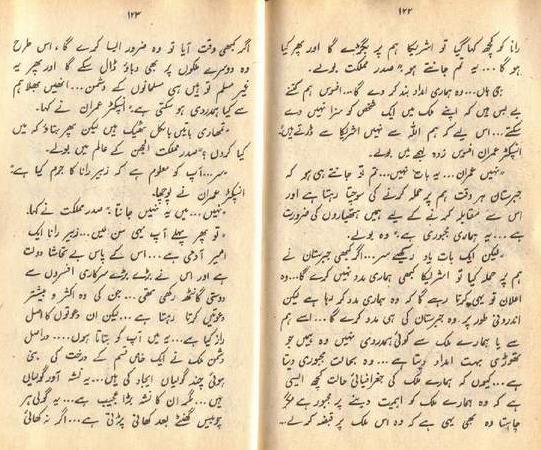 ۱۲۲
راز کو کچھ کہا گیا تو امریکا ہم پر بگڑے گا اور پھر کیا
ہو گا ... یہ تم جانتے ہو" صدر مملکت بولے۔
جی ہاں... وہ ہماری امداد بند کر دے گا... افسوس ہم کتنے
بے بس ہیں کہ اپنے ملک میں ایک شخص کو سزا نہیں دے
سکتے... اس لیے کہ ہم اللہ سے نہیں امریکا سے ڈرتے ہیں"
انسپکٹر عمران افسوس زدہ لہجے میں بولے۔
"نہیں عمران... یہ بات نہیں... تم تو جانتے ہی ہو کہ
جبرستان ہر وقت ہم پر حملہ کرنے کی سوچتا رہتا ہے اور
اس سے مقابلہ کرنے کے لیے ہمیں ہتھیاروں کی ضرورت
ہے... یہ ہماری مجبوری ہے" وہ بولے۔
"لیکن ایک بات یاد رکھیے سر... اگر کبھی جبرستان نے
ہم پر حملہ کیا تو امریکا کبھی ہماری مدد نہیں کرے گا... وہ
اعلان تو یہی کرتا رہے گا کہ وہ ہماری مدد کر رہا ہے لیکن
اندرونی طور پر وہ جبرستان کی ہی مدد کرے گا... اسے ہم
سے یا ہمارے ملک سے کوئی ہمدردی نہیں وہ ہمیں جو
تھوڑی بہت امداد دیتا ہے... وہ بحالت مجبوری دیتا
ہے... کیوں کہ ہمارے ملک کی جغرافیائی حالت کچھ ایسی
ہے کہ وہ ہمارے ملک کو اہمیت دینے پر مجبور ہے مگر
چاہتا وہ بھی یہی ہے کہ وہ اس ملک پر قبضہ کر لے...
۱۲۳
اگر کبھی وقت آیا تو وہ ضرور ایسا کرے گا، اس طرح
وہ دوسرے ملکوں پر بھی دباؤ ڈال سکے گا اور پھر یہ
غیر مسلم تو ہیں ہی مسلمانوں کے دشمن... انھیں بھلا ہم
سے کیا ہمدردی ہو سکتی ہے" انسپکٹر عمران نے کہا۔
"تمھاری باتیں بالکل ٹھیک ہیں لیکن پھر بتاؤ کہ میں
کیا کروں؟" صدر مملکت الجھن کے عالم میں بولے۔
"سر... آپ کو معلوم ہے کہ زبیر رانا کا جرم کیا ہے"
انسپکٹر عمران نے پوچھا۔
"نہیں... میں یہ نہیں جانتا" صدر مملکت نے کہا۔
"تو پھر پہلے آپ یہی سن لیں... زبیر رانا ایک
امیر آدمی ہے... اس کے پاس بے تحاشا دولت
ہے اور اس نے بڑے بڑے سرکاری افسروں سے
دوستی گانٹھ رکھی تھی... جن کی وہ اکثر و بیشتر
دعوتیں کرتا رہتا ہے... لیکن ان دعوتوں کا اصل
راز کیا ہے... یہ میں آپ کو بتاتا ہوں... دراصل
دشمن ملک نے ایک خاص قسم کے درخت کی بنی
ہوئی چند گولیاں ایجاد کی ہیں... یہ نشہ آور گولیاں
ہیں... مگر ان کا نشہ بڑا عجیب ہے... یہ گولی ہر
چوبیس گھنٹے بعد کھانی پڑتی ہے... اگر نہ کھائی